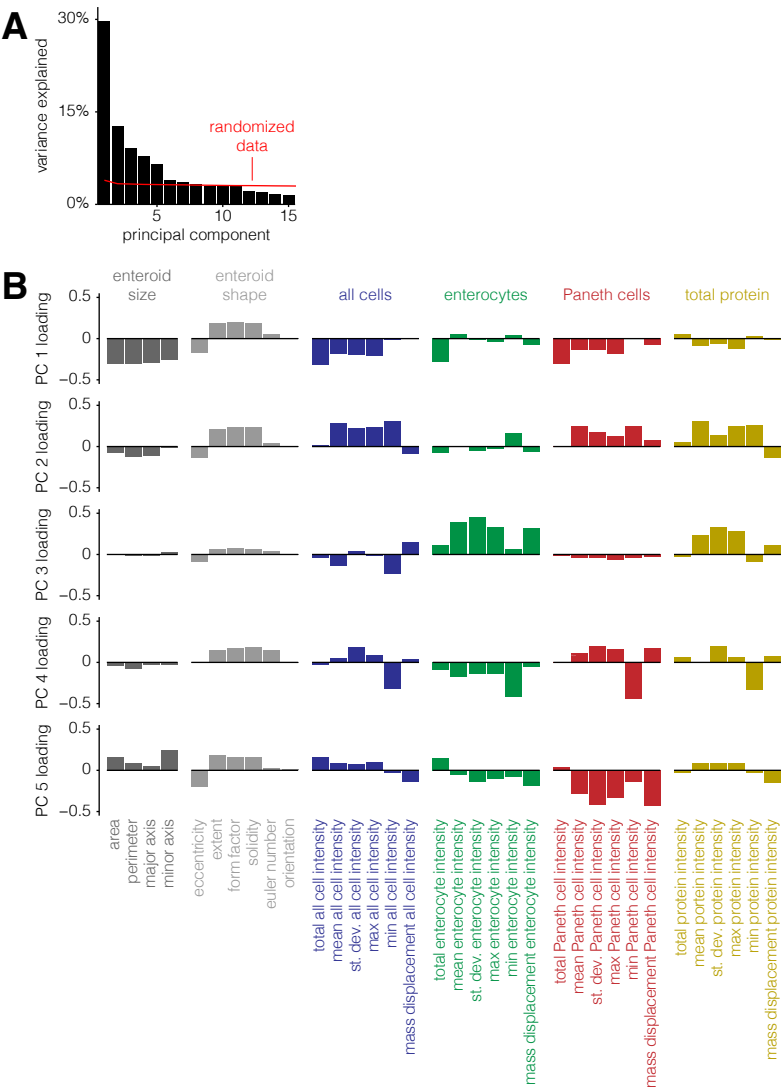 A
30%
15%
0%
variance explained
randomized
data
5
10
15
principal component
B
enteroid
size
enteroid
shape
all cells
enterocytes
Paneth cells
total protein
PC 1 loading
0.5
0
−0.5
PC 2 loading
0.5
0
−0.5
PC 3 loading
0.5
0
−0.5
PC 4 loading
0.5
0
−0.5
PC 5 loading
0.5
0
−0.5
area
perimeter
major axis
minor axis
eccentricity
extent
form factor
solidity
euler number
orientation
total all cell intensity
mean all cell intensity
st. dev. all cell intensity
max all cell intensity
min all cell intensity
mass displacement all cell intensity
total enterocyte intensity
mean enterocyte intensity
st. dev. enterocyte intensity
max enterocyte intensity
min enterocyte intensity
mass displacement enterocyte intensity
total Paneth cell intensity
mean Paneth cell intensity
st. dev. Paneth cell intensity
max Paneth cell intensity
min Paneth cell intensity
mass displacement Paneth cell intensity
total protein intensity
mean portein intensity
st. dev. protein intensity
max protein intensity
min protein intensity
mass displacement protein intensity